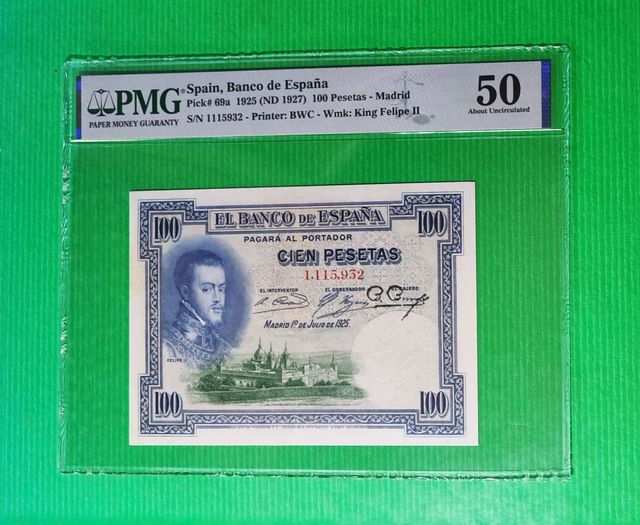 PMG
PAPER MONEY GUARANTY
Spain, Banco de España
Pick# 69a 1925 (ND 1927) 100 Pesetas - Madrid
S/N 1115932 - Printer: BWC - Wmk: King Felipe II
50
About Uncirculated
100
EL BANCO DE ESPAÑA
100
PAGARÁ AL PORTADOR
CIEN PESETAS
1.115.932
EL INTERVENTOR
EL GOBERNADOR
MADRID 1º DE JULIO DE 1925.
FELIPE II
100
100